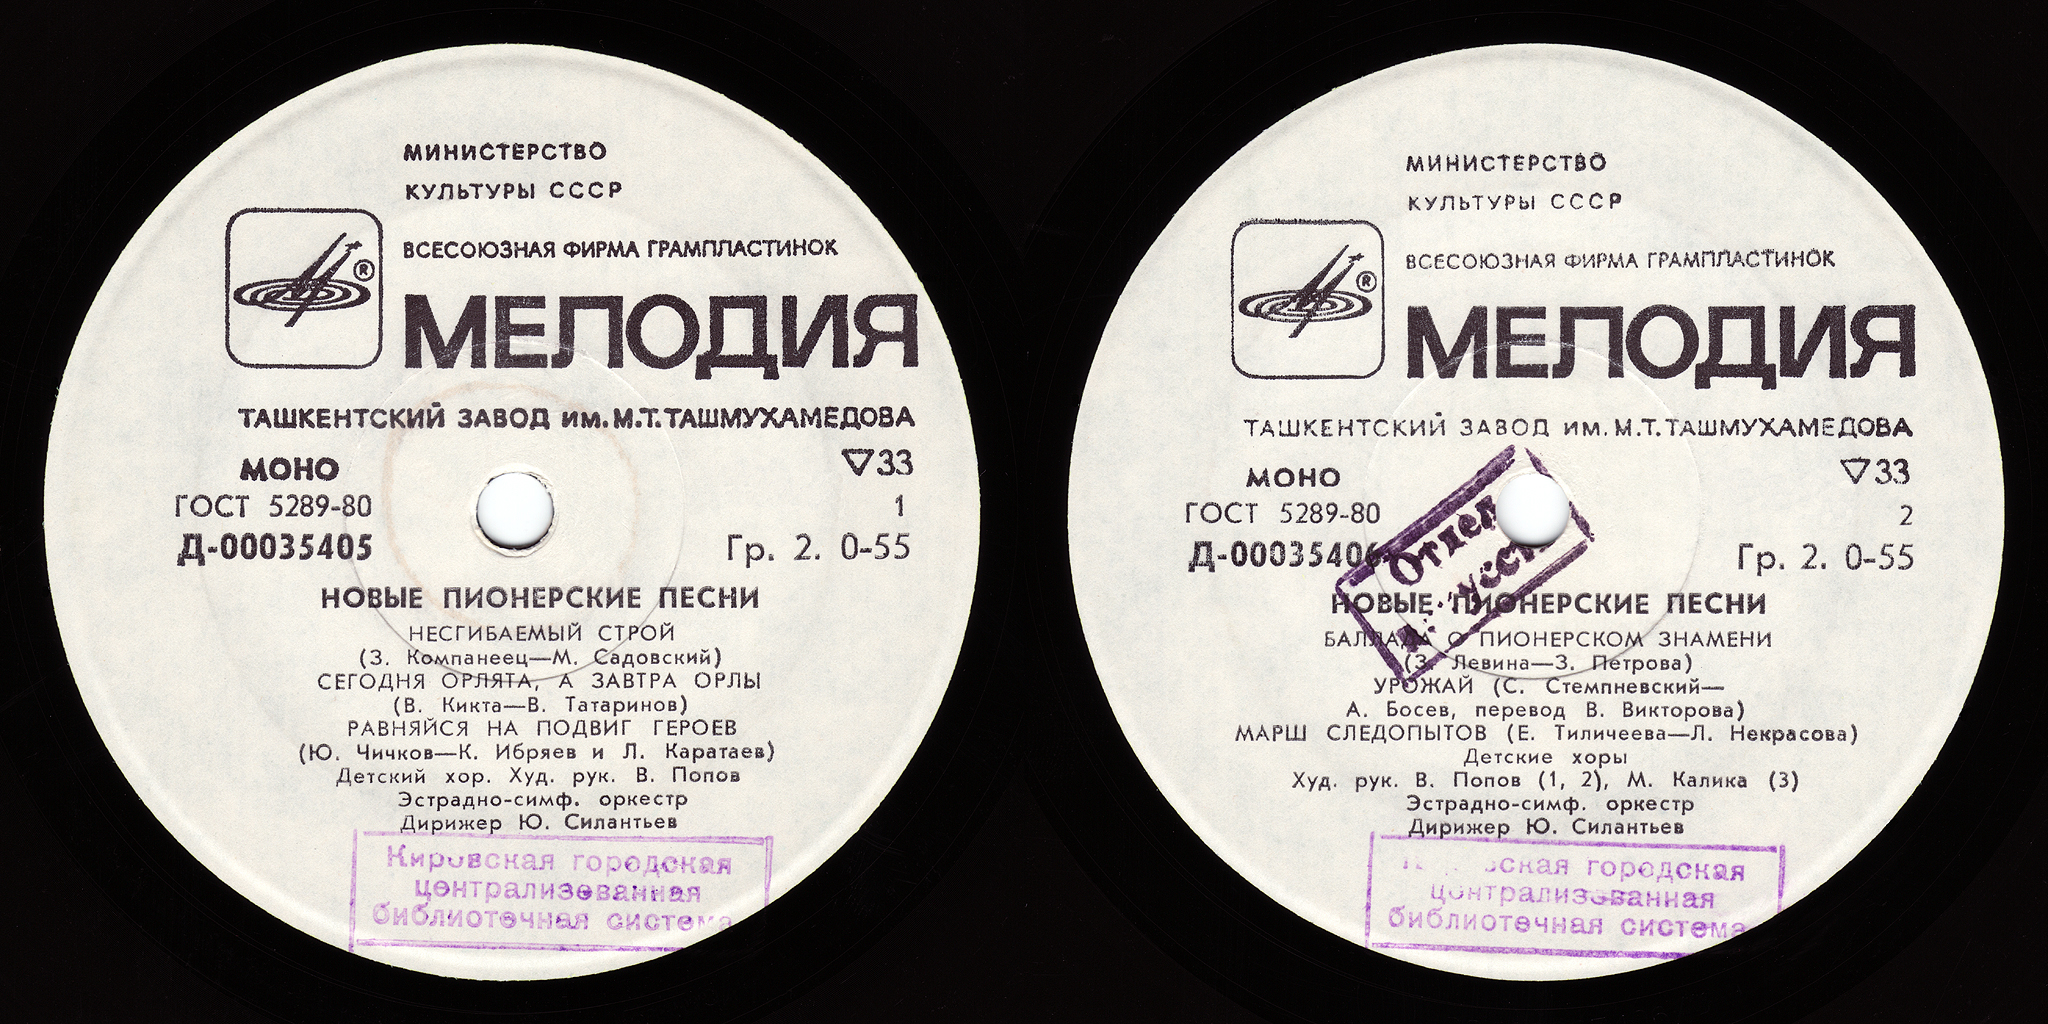 МИНИСТЕРСТВО
КУЛЬТУРЫ СССР
ВСЕСОЮЗНАЯ ФИРМА ГРАМПЛАСТИНОК
®
МЕЛОДИЯ
ТАШКЕНТСКИЙ ЗАВОД им. М.Т. ТАШМУХАМЕДОВА
МОНО ▽33
ГОСТ 5289-80 1
Д-00035405 Гр. 2. 0-55
НОВЫЕ ПИОНЕРСКИЕ ПЕСНИ
НЕСГИБАЕМЫЙ СТРОЙ
(З. Компанеец—М. Садовский)
СЕГОДНЯ ОРЛЯТА, А ЗАВТРА ОРЛЫ
(В. Кикта—В. Татаринов)
РАВНЯЙСЯ НА ПОДВИГ ГЕРОЕВ
(Ю. Чичков—К. Ибряев и Л. Каратаев)
Детский хор. Худ. рук. В. Попов
Эстрадно-симф. оркестр
Дирижер Ю. Силантьев
Кировская городская
централизованная
библиотечная система
МИНИСТЕРСТВО
КУЛЬТУРЫ СССР
ВСЕСОЮЗНАЯ ФИРМА ГРАМПЛАСТИНОК
®
МЕЛОДИЯ
ТАШКЕНТСКИЙ ЗАВОД им. М.Т. ТАШМУХАМЕДОВА
МОНО ▽33
ГОСТ 5289-80 2
Д-00035406 Гр. 2. 0-55
Отдел
НОВЫЕ ПИОНЕРСКИЕ ПЕСНИ
БАЛЛАДА О ПИОНЕРСКОМ ЗНАМЕНИ
(З. Левина—З. Петрова)
УРОЖАЙ (С. Стемпневский—
А. Босев, перевод В. Викторова)
МАРШ СЛЕДОПЫТОВ (Е. Тиличеева—Л. Некрасова)
Детские хоры
Худ. рук. В. Попов (1, 2), М. Калика (3)
Эстрадно-симф. оркестр
Дирижер Ю. Силантьев
городская
централизованная
библиотечная система